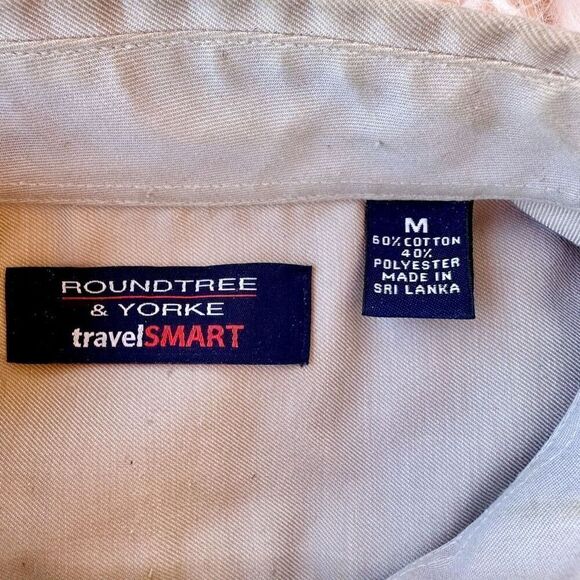 ROUNDTREE
& YORKE
travelSMART
M
60% COTTON
40%
POLYESTER
MADE IN
SRI LANKA